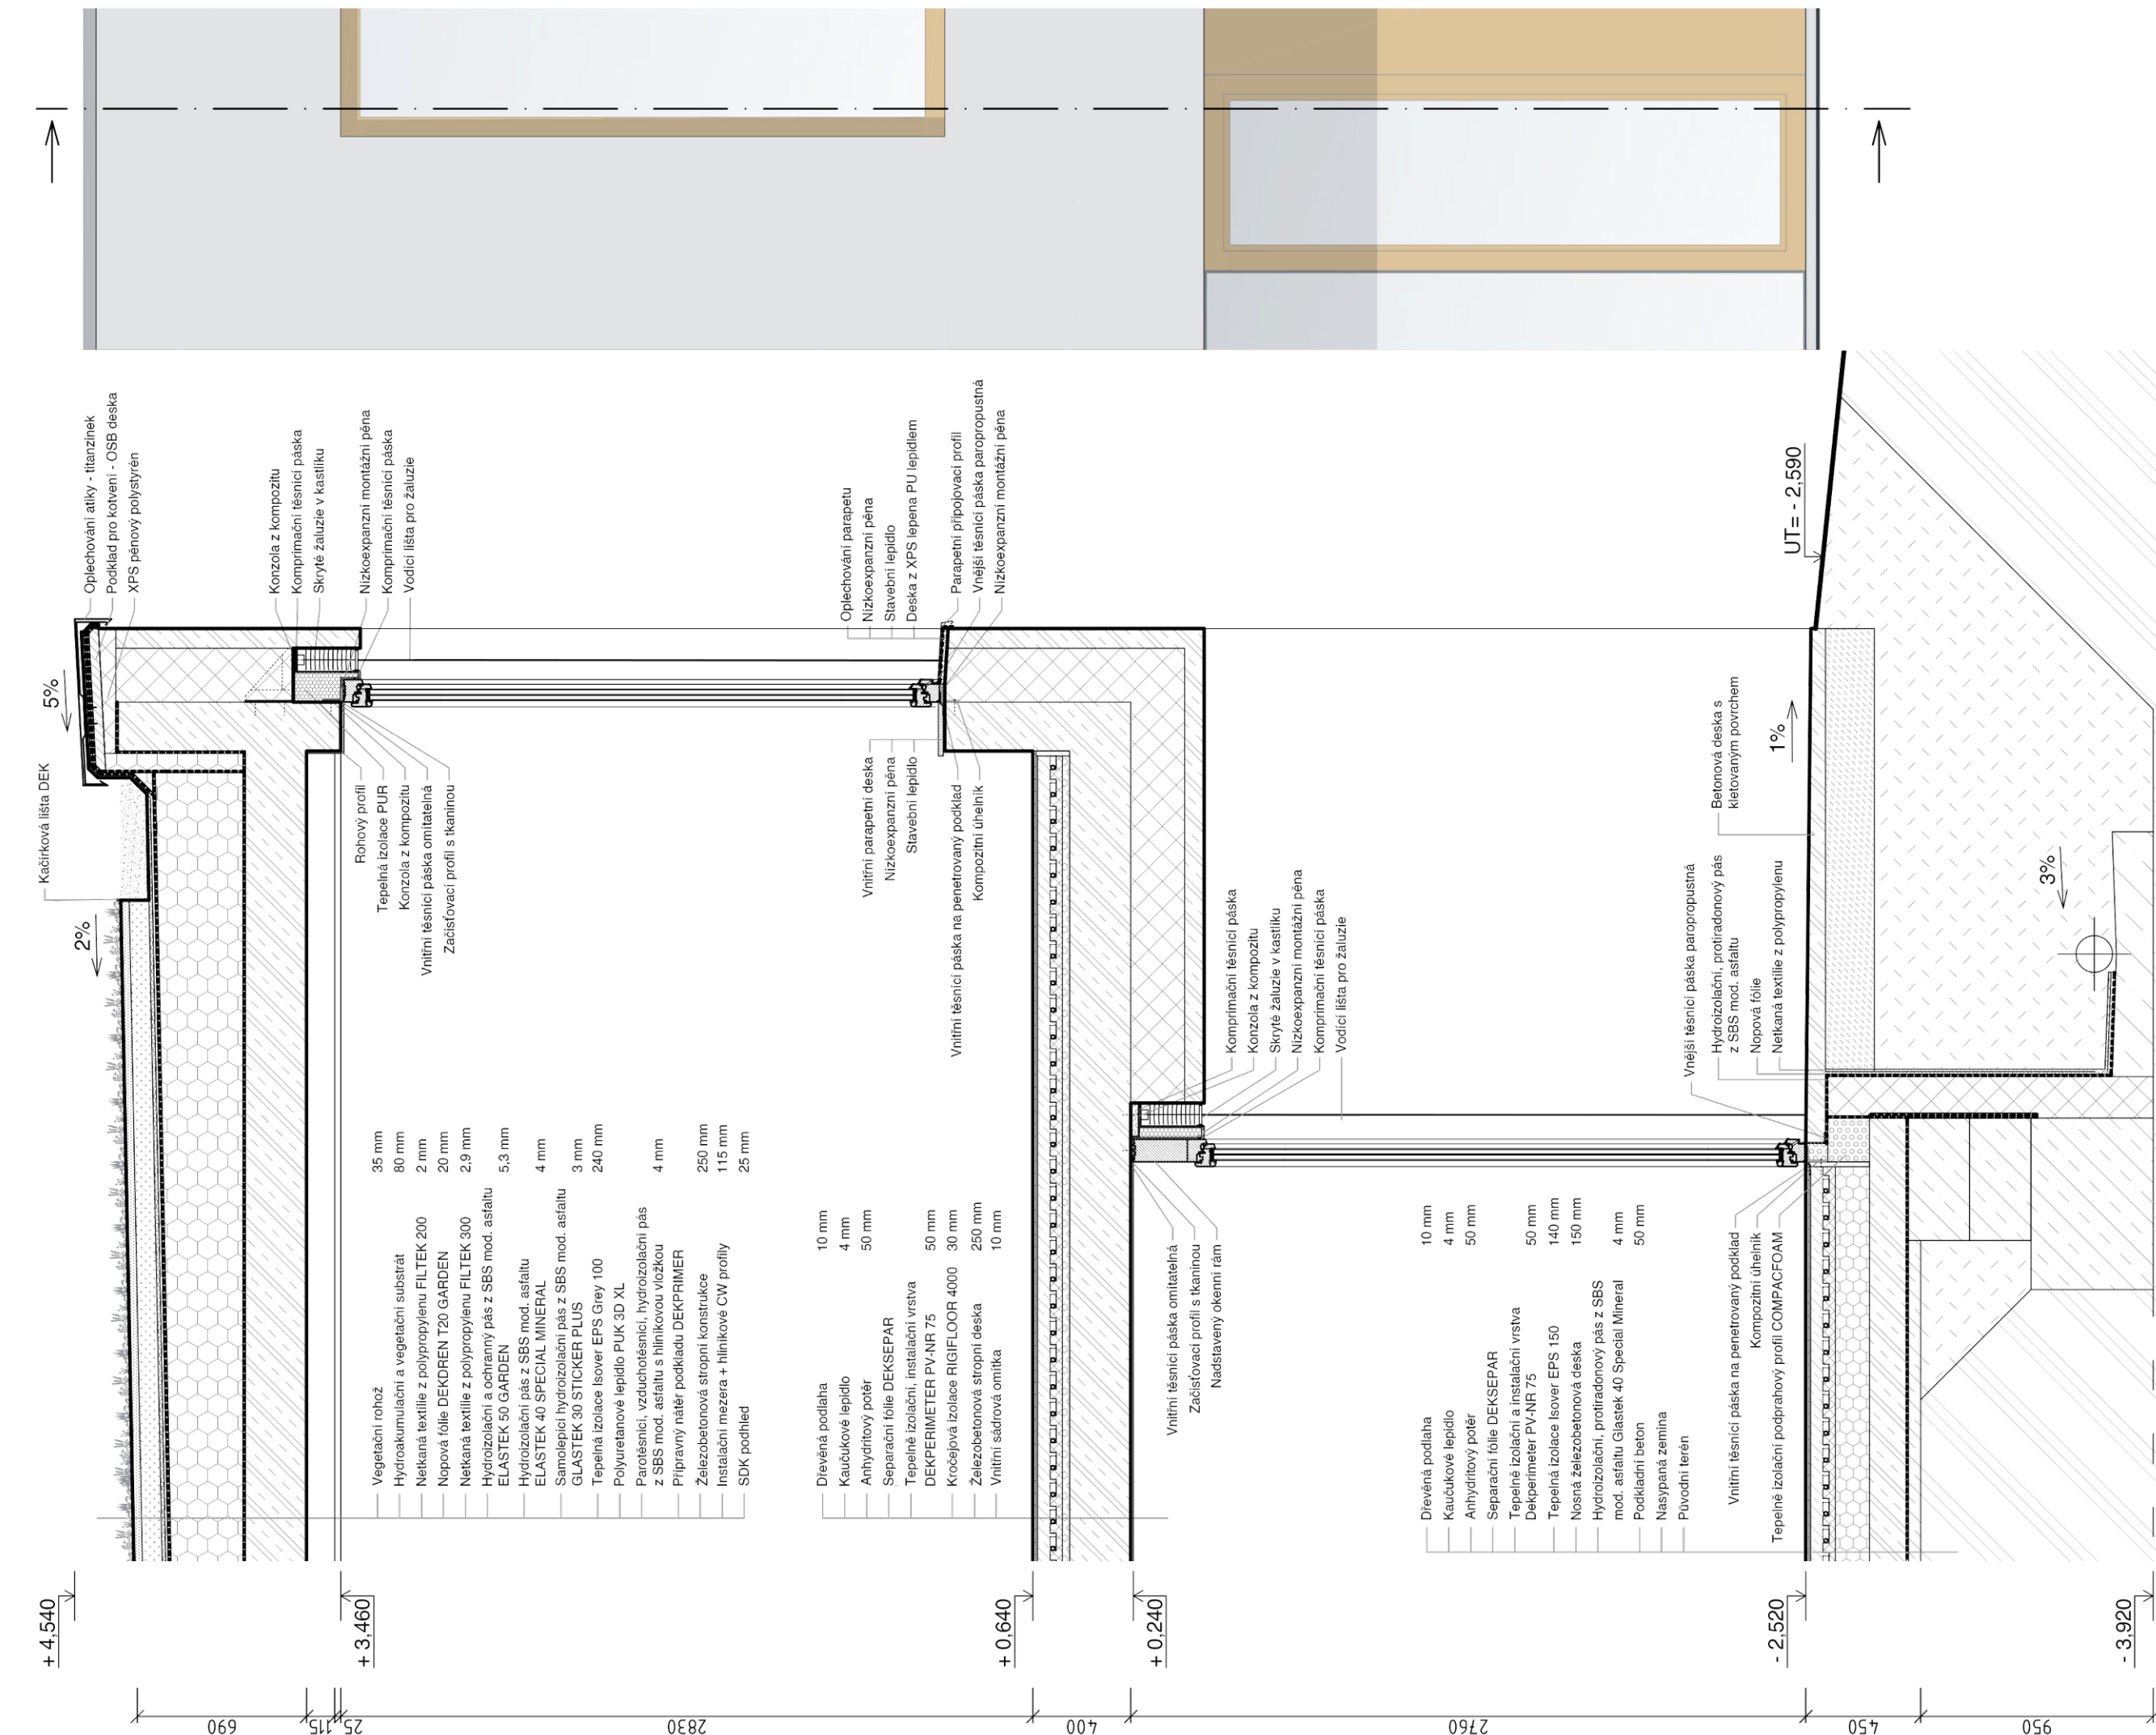 Oplechování atiky - titanzinek
Podklad pro kotvení - OSB deska
XPS pěnový polystyrén
5%
Kačírková lišta DEK
2%
Konzola z kompozitu
Komprimační těsnící páska
Skryté žaluzie v kastlíku
Nízkoexpanzní montážní pěna
Komprimační těsnící páska
Vodící lišta pro žaluzie
Rohový profil
Tepelná izolace PUR
Konzola z kompozitu
Vnitřní těsnící páska omítatelná
Začisťovací profil s tkaninou
Vegetační rohož 35 mm
Hydroakumulační a vegetační substrát 80 mm
Netkaná textilie z polypropylenu FILTEK 200 2 mm
Nopová fólie DEKDREN T20 GARDEN 20 mm
Netkaná textilie z polypropylenu FILTEK 300 2,9 mm
Hydroizolační a ochranný pás z SBS mod. asfaltu
ELASTEK 50 GARDEN 5,3 mm
Hydroizolační pás z SBS mod. asfaltu
ELASTEK 40 SPECIAL MINERAL 4 mm
Samolepící hydroizolační pás z SBS mod. asfaltu
GLASTEK 30 STICKER PLUS 3 mm
Tepelná izolace Isover EPS Grey 100 240 mm
Polyuretanové lepidlo PUK 3D XL
Parotěsnící, vzduchotěsnící, hydroizolační pás
z SBS mod. asfaltu s hliníkovou vložkou 4 mm
Přípravný nátěr podkladu DEKPRIMER
Železobetonová stropní konstrukce 250 mm
Instalační mezera + hliníkové CW profily 115 mm
SDK podhled 25 mm
Oplechování parapetu
Nízkoexpanzní pěna
Stavební lepidlo
Deska z XPS lepena PU lepidlem
Parapetní připojovací profil
Vnější těsnící páska paropropustná
Nízkoexpanzní montážní pěna
Vnitřní parapetní deska
Nízkoexpanzní pěna
Stavební lepidlo
Vnitřní těsnící páska na penetrovaný podklad
Kompozitní úhelník
Dřevěná podlaha 10 mm
Kaučukové lepidlo 4 mm
Anhydritový potěr 50 mm
Separační fólie DEKSEPAR
Tepelně izolační, instalační vrstva
DEKPERIMETER PV-NR 75 50 mm
Kročejová izolace RIGIFLOOR 4000 30 mm
Železobetonová stropní deska 250 mm
Vnitřní sádrová omítka 10 mm
Komprimační těsnící páska
Konzola z kompozitu
Skryté žaluzie v kastlíku
Nízkoexpanzní montážní pěna
Komprimační těsnící páska
Vodící lišta pro žaluzie
Vnitřní těsnící páska omítatelná
Začisťovací profil s tkaninou
Nadstavený okenní rám
Dřevěná podlaha 10 mm
Kaučukové lepidlo 4 mm
Anhydritový potěr 50 mm
Separační fólie DEKSEPAR
Tepelně izolační a instalační vrstva
Dekperimeter PV-NR 75 50 mm
Tepelná izolace Isover EPS 150 140 mm
Nosná železobetonová deska 150 mm
Hydroizolační, protiradonový pás z SBS
mod. asfaltu Glastek 40 Special Mineral 4 mm
Podkladní beton 50 mm
Nasypaná zemina
Původní terén
UT= - 2,590
1%
3%
Betonová deska s
kletovaným povrchem
Vnější těsnící páska paropropustná
Hydroizolační, protiradonový pás
z SBS mod. asfaltu
Nopová fólie
Netkaná textilie z polypropylenu
Vnitřní těsnící páska na penetrovaný podklad
Kompozitní úhelník
Tepelně izolační podprahový profil COMPACFOAM
+ 4,540
+ 3,460
+ 0,640
+ 0,240
- 2,520
- 3,920
690
115
25
2830
400
2760
450
950